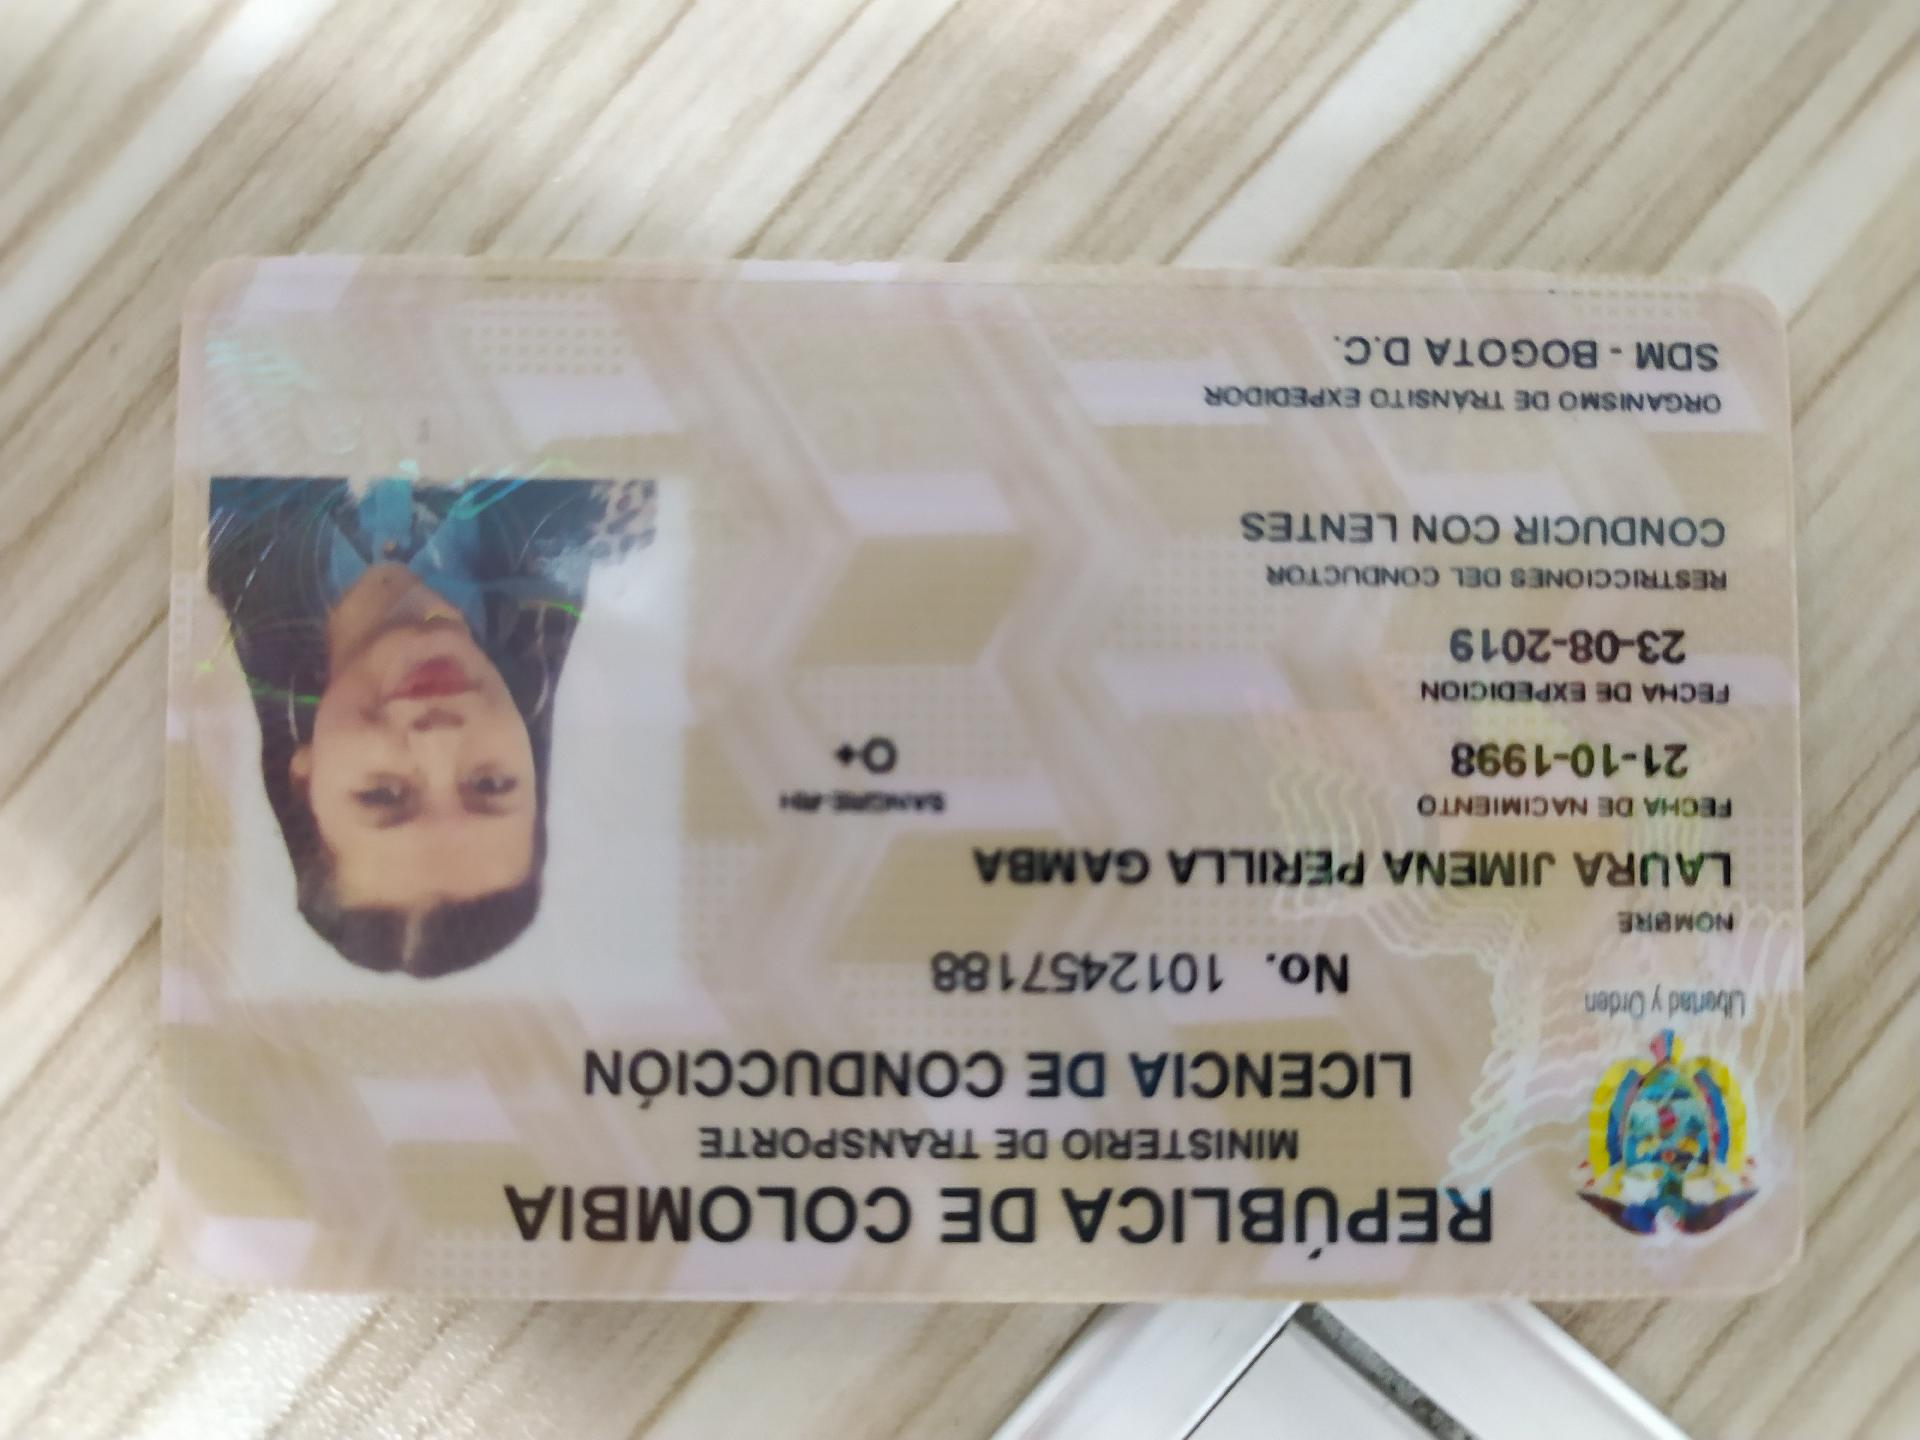 REPÚBLICA DE COLOMBIA
MINISTERIO DE TRANSPORTE
LICENCIA DE CONDUCCIÓN
Libertad y Orden
No. 1012457188
NOMBRE
LAURA JIMENA PERILLA GAMBA
FECHA DE NACIMIENTO
21-10-1998
SANGRE-RH
O+
FECHA DE EXPEDICION
23-08-2019
RESTRICCIONES DEL CONDUCTOR
CONDUCIR CON LENTES
ORGANISMO DE TRÁNSITO EXPEDIDOR
SDM - BOGOTA D.C.